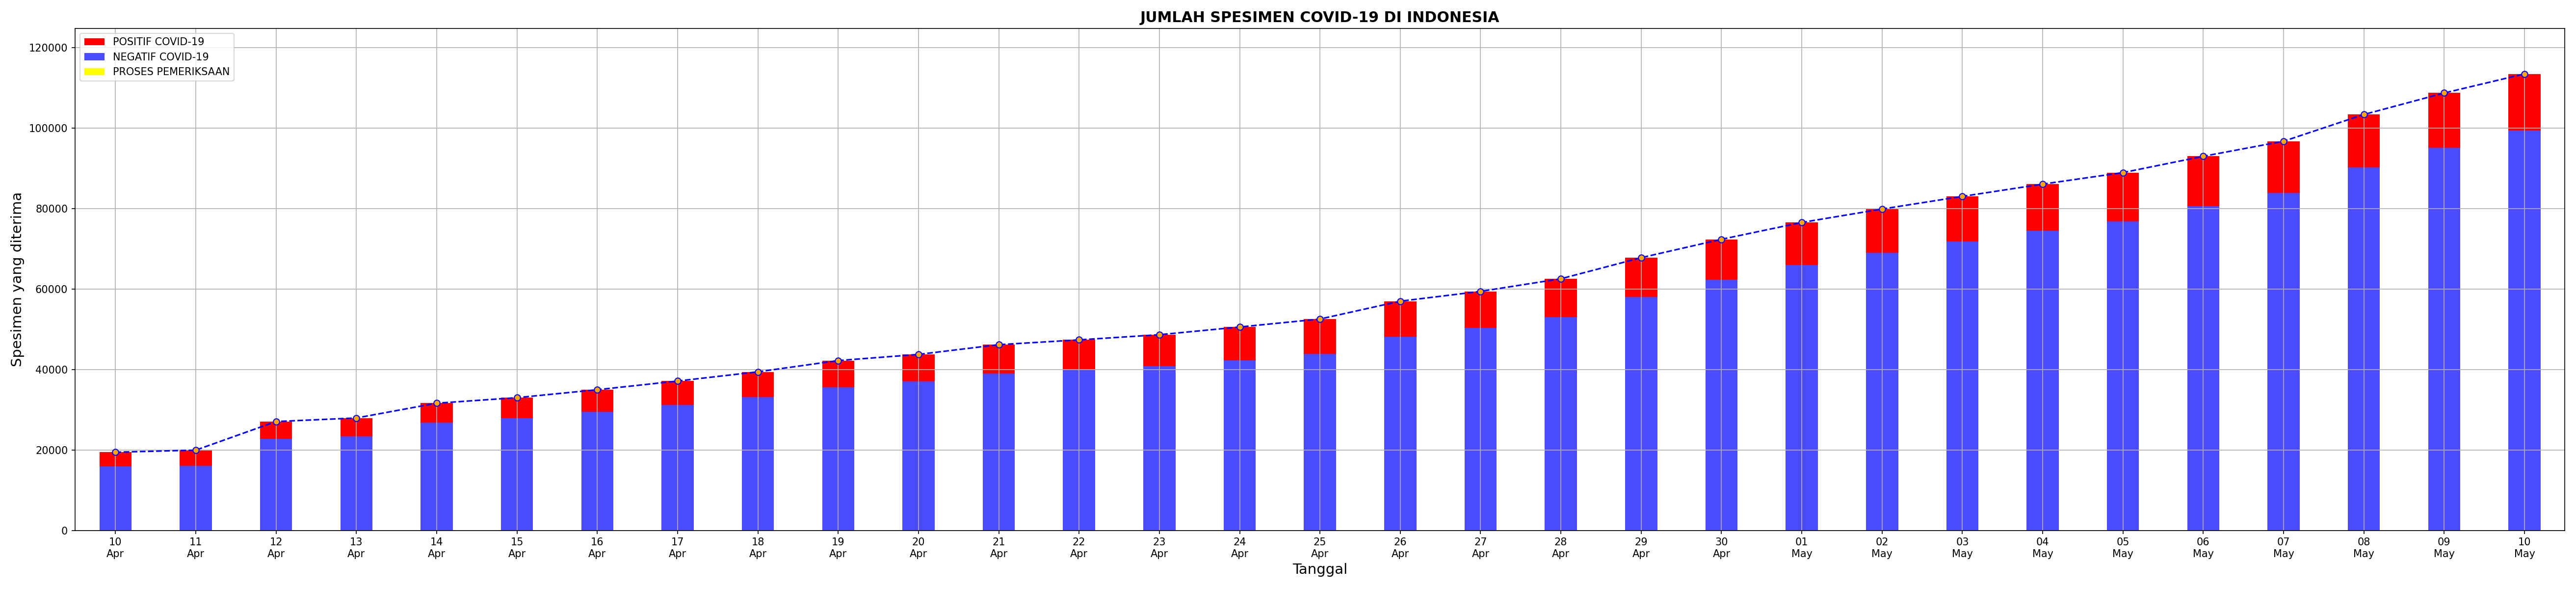 JUMLAH SPESIMEN COVID-19 DI INDONESIA
POSITIF COVID-19
NEGATIF COVID-19
PROSES PEMERIKSAAN
Spesimen yang diterima
120000
100000
80000
60000
40000
20000
0
10 11 12 13 14 15 16 17 18 19 20 21 22 23 24 25 26 27 28 29 30 01 02 03 04 05 06 07 08 09 10
Apr Apr Apr Apr Apr Apr Apr Apr Apr Apr Apr Apr Apr Apr Apr Apr Apr Apr Apr Apr Apr May May May May May May May May May May
Tanggal